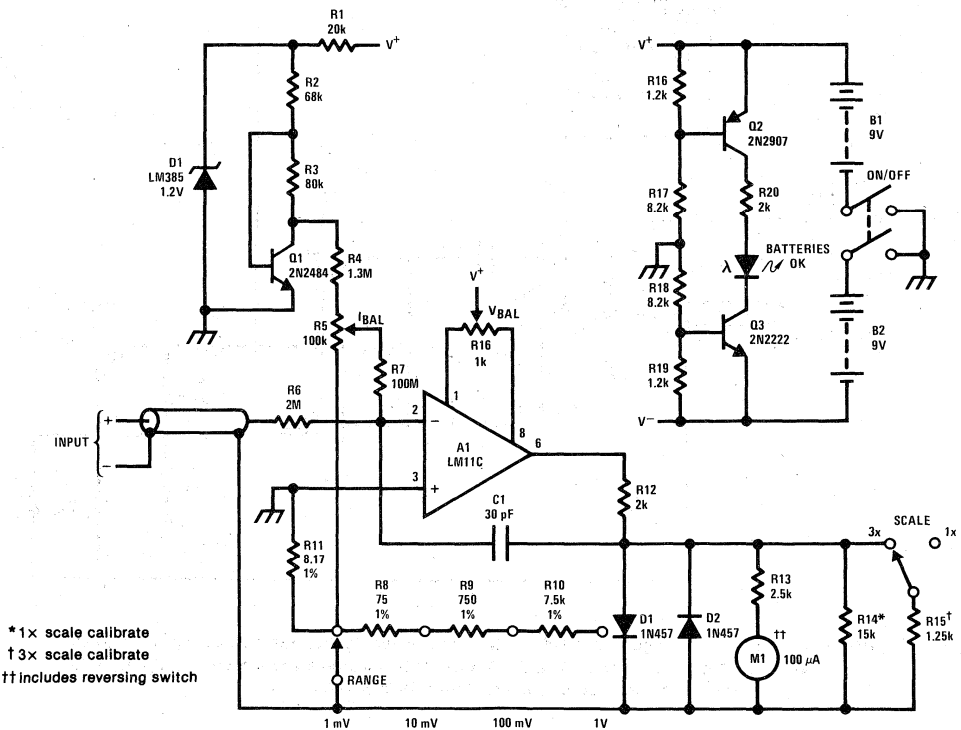 R1
20k
V+
R2
68k
D1
LM385
1.2V
R3
80k
Q1
2N2484
R4
1.3M
R5
100k
IBAL
R7
100M
V+
VBAL
R16
1k
V+
R16
1.2k
Q2
2N2907
B1
9V
R17
8.2k
R20
2k
ON/OFF
BATTERIES
OK
λ
R18
8.2k
Q3
2N2222
B2
9V
R19
1.2k
V−
INPUT
+
−
R6
2M
2
−
1
8
6
A1
LM11C
3
+
C1
30 pF
R12
2k
SCALE
3x
1x
R11
8.17
1%
R8
75
1%
R9
750
1%
R10
7.5k
1%
D1
1N457
D2
1N457
R13
2.5k
††
M1
100 μA
R14*
15k
R15†
1.25k
RANGE
1 mV
10 mV
100 mV
1V
*1× scale calibrate
†3× scale calibrate
††includes reversing switch